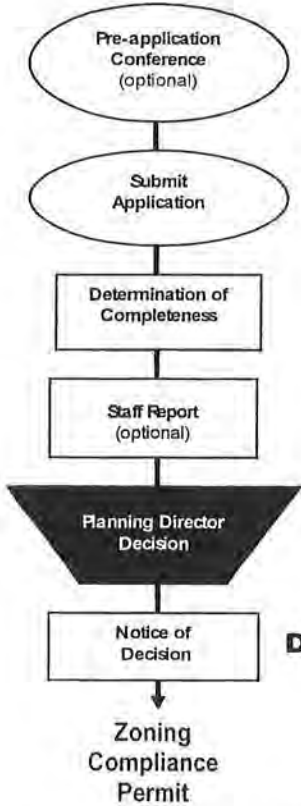 Pre-application
Conference
(optional)
Submit
Application
Determination of
Completeness
Staff Report
(optional)
Planning Director
Decision
Notice of
Decision
D
Zoning
Compliance
Permit